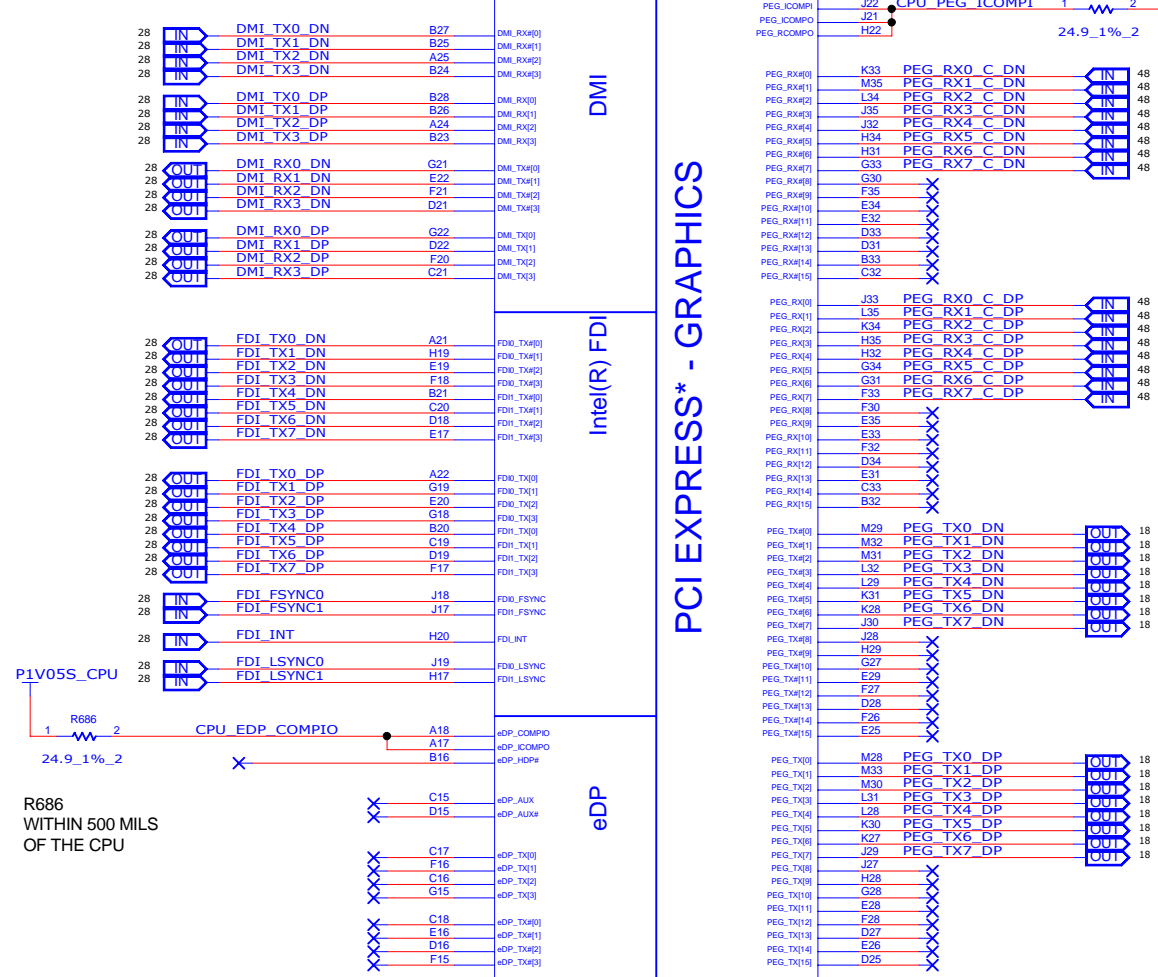 28 IN DMI_TX0_DN B27 DMI_RX#[0]
28 IN DMI_TX1_DN B25 DMI_RX#[1]
28 IN DMI_TX2_DN A25 DMI_RX#[2]
28 IN DMI_TX3_DN B24 DMI_RX#[3]
28 IN DMI_TX0_DP B28 DMI_RX[0]
28 IN DMI_TX1_DP B26 DMI_RX[1]
28 IN DMI_TX2_DP A24 DMI_RX[2]
28 IN DMI_TX3_DP B23 DMI_RX[3]
28 OUT DMI_RX0_DN G21 DMI_TX#[0]
28 OUT DMI_RX1_DN E22 DMI_TX#[1]
28 OUT DMI_RX2_DN F21 DMI_TX#[2]
28 OUT DMI_RX3_DN D21 DMI_TX#[3]
28 OUT DMI_RX0_DP G22 DMI_TX[0]
28 OUT DMI_RX1_DP D22 DMI_TX[1]
28 OUT DMI_RX2_DP F20 DMI_TX[2]
28 OUT DMI_RX3_DP C21 DMI_TX[3]
DMI
28 OUT FDI_TX0_DN A21 FDI0_TX#[0]
28 OUT FDI_TX1_DN H19 FDI0_TX#[1]
28 OUT FDI_TX2_DN E19 FDI0_TX#[2]
28 OUT FDI_TX3_DN F18 FDI0_TX#[3]
28 OUT FDI_TX4_DN B21 FDI1_TX#[0]
28 OUT FDI_TX5_DN C20 FDI1_TX#[1]
28 OUT FDI_TX6_DN D18 FDI1_TX#[2]
28 OUT FDI_TX7_DN E17 FDI1_TX#[3]
28 OUT FDI_TX0_DP A22 FDI0_TX[0]
28 OUT FDI_TX1_DP G19 FDI0_TX[1]
28 OUT FDI_TX2_DP E20 FDI0_TX[2]
28 OUT FDI_TX3_DP G18 FDI0_TX[3]
28 OUT FDI_TX4_DP B20 FDI1_TX[0]
28 OUT FDI_TX5_DP C19 FDI1_TX[1]
28 OUT FDI_TX6_DP D19 FDI1_TX[2]
28 OUT FDI_TX7_DP F17 FDI1_TX[3]
28 IN FDI_FSYNC0 J18 FDI0_FSYNC
28 IN FDI_FSYNC1 J17 FDI1_FSYNC
28 IN FDI_INT H20 FDI_INT
28 IN FDI_LSYNC0 J19 FDI0_LSYNC
28 IN FDI_LSYNC1 H17 FDI1_LSYNC
Intel(R) FDI
P1V05S_CPU
R686
1 2 CPU_EDP_COMPIO A18 eDP_COMPIO
A17 eDP_ICOMPO
24.9_1%_2
B16 eDP_HDP#
R686
WITHIN 500 MILS
OF THE CPU
C15 eDP_AUX
D15 eDP_AUX#
C17 eDP_TX[0]
F16 eDP_TX[1]
C16 eDP_TX[2]
G15 eDP_TX[3]
C18 eDP_TX#[0]
E16 eDP_TX#[1]
D16 eDP_TX#[2]
F15 eDP_TX#[3]
eDP
PCI EXPRESS* - GRAPHICS
PEG_ICOMPI J22 CPU_PEG_ICOMPI 1 2
PEG_ICOMPO J21
PEG_RCOMPO H22 24.9_1%_2
PEG_RX#[0] K33 PEG_RX0_C_DN IN 48
PEG_RX#[1] M35 PEG_RX1_C_DN IN 48
PEG_RX#[2] L34 PEG_RX2_C_DN IN 48
PEG_RX#[3] J35 PEG_RX3_C_DN IN 48
PEG_RX#[4] J32 PEG_RX4_C_DN IN 48
PEG_RX#[5] H34 PEG_RX5_C_DN IN 48
PEG_RX#[6] H31 PEG_RX6_C_DN IN 48
PEG_RX#[7] G33 PEG_RX7_C_DN IN 48
PEG_RX#[8] G30
PEG_RX#[9] F35
PEG_RX#[10] E34
PEG_RX#[11] E32
PEG_RX#[12] D33
PEG_RX#[13] D31
PEG_RX#[14] B33
PEG_RX#[15] C32
PEG_RX[0] J33 PEG_RX0_C_DP IN 48
PEG_RX[1] L35 PEG_RX1_C_DP IN 48
PEG_RX[2] K34 PEG_RX2_C_DP IN 48
PEG_RX[3] H35 PEG_RX3_C_DP IN 48
PEG_RX[4] H32 PEG_RX4_C_DP IN 48
PEG_RX[5] G34 PEG_RX5_C_DP IN 48
PEG_RX[6] G31 PEG_RX6_C_DP IN 48
PEG_RX[7] F33 PEG_RX7_C_DP IN 48
PEG_RX[8] F30
PEG_RX[9] E35
PEG_RX[10] E33
PEG_RX[11] F32
PEG_RX[12] D34
PEG_RX[13] E31
PEG_RX[14] C33
PEG_RX[15] B32
PEG_TX#[0] M29 PEG_TX0_DN OUT 18
PEG_TX#[1] M32 PEG_TX1_DN OUT 18
PEG_TX#[2] M31 PEG_TX2_DN OUT 18
PEG_TX#[3] L32 PEG_TX3_DN OUT 18
PEG_TX#[4] L29 PEG_TX4_DN OUT 18
PEG_TX#[5] K31 PEG_TX5_DN OUT 18
PEG_TX#[6] K28 PEG_TX6_DN OUT 18
PEG_TX#[7] J30 PEG_TX7_DN OUT 18
PEG_TX#[8] J28
PEG_TX#[9] H29
PEG_TX#[10] G27
PEG_TX#[11] E29
PEG_TX#[12] F27
PEG_TX#[13] D28
PEG_TX#[14] F26
PEG_TX#[15] E25
PEG_TX[0] M28 PEG_TX0_DP OUT 18
PEG_TX[1] M33 PEG_TX1_DP OUT 18
PEG_TX[2] M30 PEG_TX2_DP OUT 18
PEG_TX[3] L31 PEG_TX3_DP OUT 18
PEG_TX[4] L28 PEG_TX4_DP OUT 18
PEG_TX[5] K30 PEG_TX5_DP OUT 18
PEG_TX[6] K27 PEG_TX6_DP OUT 18
PEG_TX[7] J29 PEG_TX7_DP OUT 18
PEG_TX[8] J27
PEG_TX[9] H28
PEG_TX[10] G28
PEG_TX[11] E28
PEG_TX[12] F28
PEG_TX[13] D27
PEG_TX[14] E26
PEG_TX[15] D25